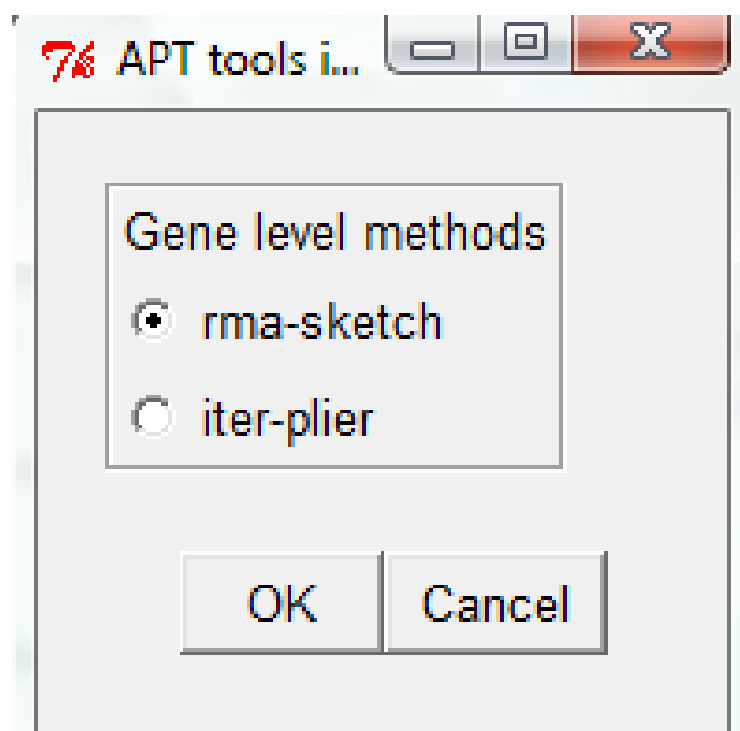 APT tools i...
Gene level methods
rma-sketch
iter-plier
OK Cancel